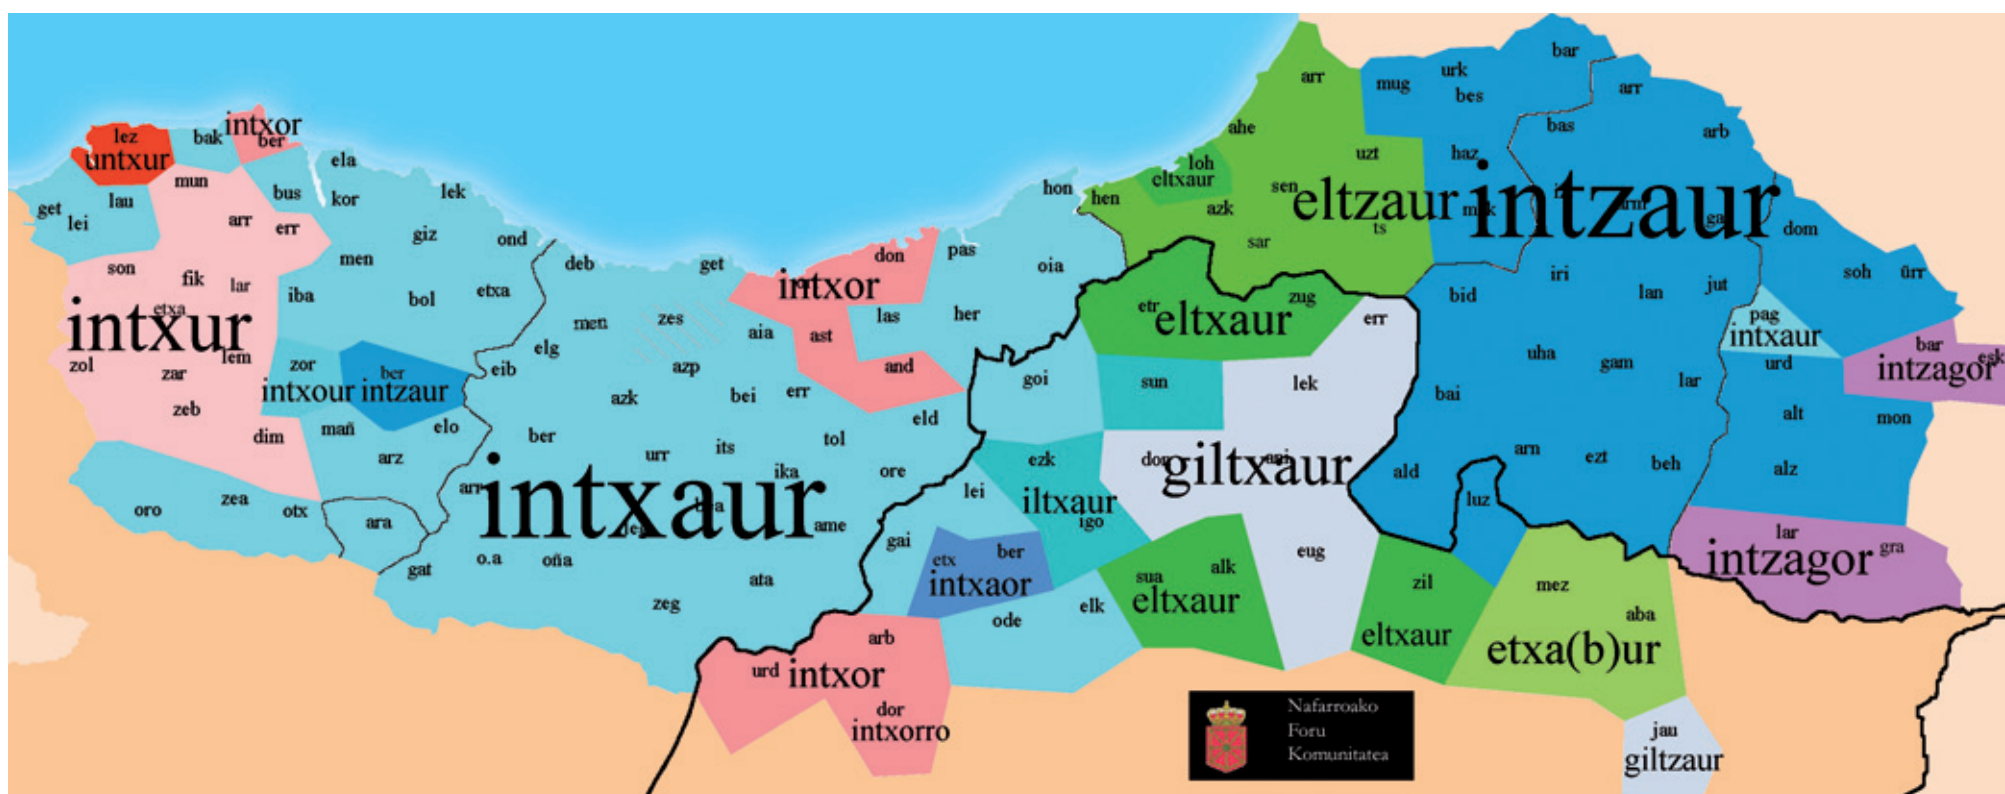 bar
urk
mug
bes
arr
arr
lez
untxur
bak
intxor
ber
ela
mun
bus
kor
lek
get
lei
lau
arr
err
giz
ond
men
son
fik
lar
etxa
iba
bol
etxa
intxur
lem
zol
zar
zeb
dim
zor
intxour
ber
intzaur
elo
mañ
arz
oro
zea
otx
ara
deb
get
men
zes
elg
eib
azp
azk
bei
err
aia
ber
urr
its
ika
tol
intxaur
arr
ame
o.a
oña
ata
zeg
gat
intxor
don
ast
and
las
pas
her
oia
hon
eld
ore
hen
ahe
loh
eltxaur
azk
sen
uzt
sar
eltzaur
haz
bas
arb
intzaur
dom
soh
ürr
iri
lan
jut
bid
uha
gam
lar
bai
arn
ezt
beh
ald
luz
pag
intxaur
urd
bar
esk
intzagor
alt
mon
alz
lar
gra
intzagor
etr
zug
eltxaur
err
goi
sun
lek
ezk
iltxaur
igo
giltxaur
eug
lei
gai
etx
ber
intxaor
ode
elk
sua
alk
eltxaur
zil
eltxaur
mez
aba
etxa(b)ur
arb
urd
intxor
dor
intxorro
jau
giltzaur
Nafarroako
Foru
Komunitatea